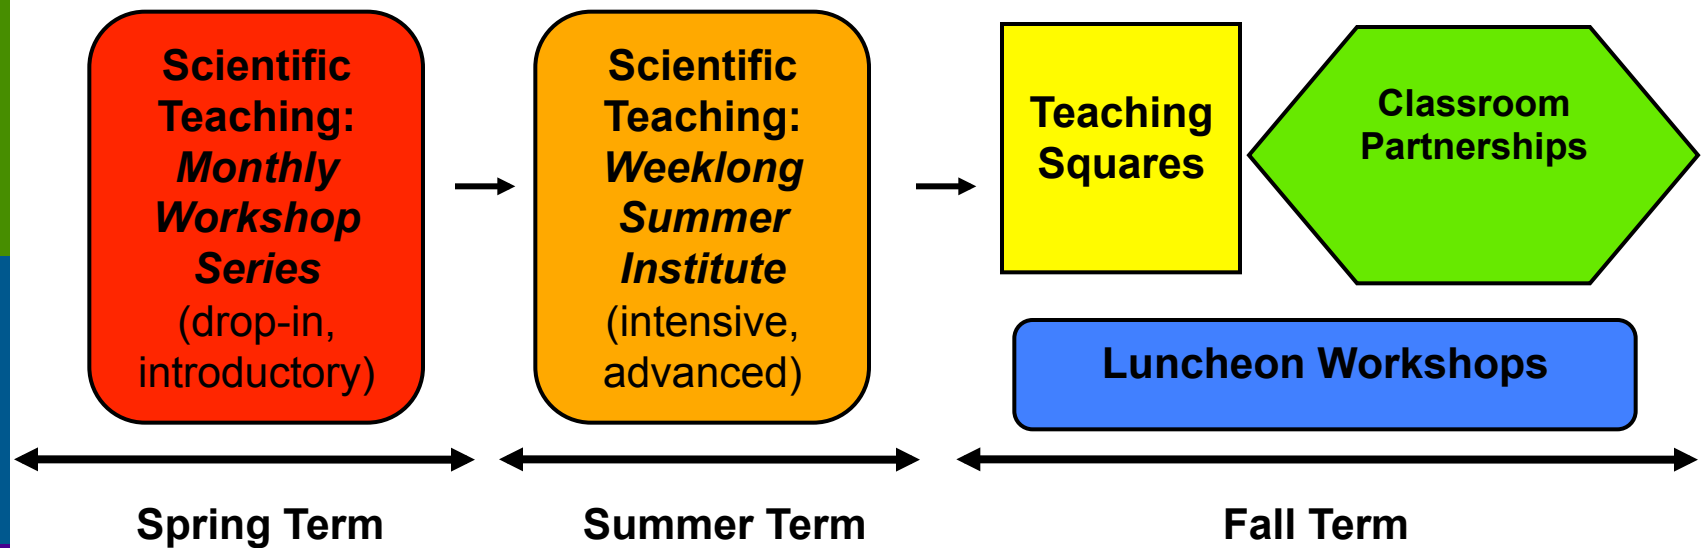 Scientific
Teaching:
Monthly
Workshop
Series
(drop-in,
introductory)
Scientific
Teaching:
Weeklong
Summer
Institute
(intensive,
advanced)
Teaching
Squares
Classroom
Partnerships
Luncheon Workshops
Spring Term
Summer Term
Fall Term